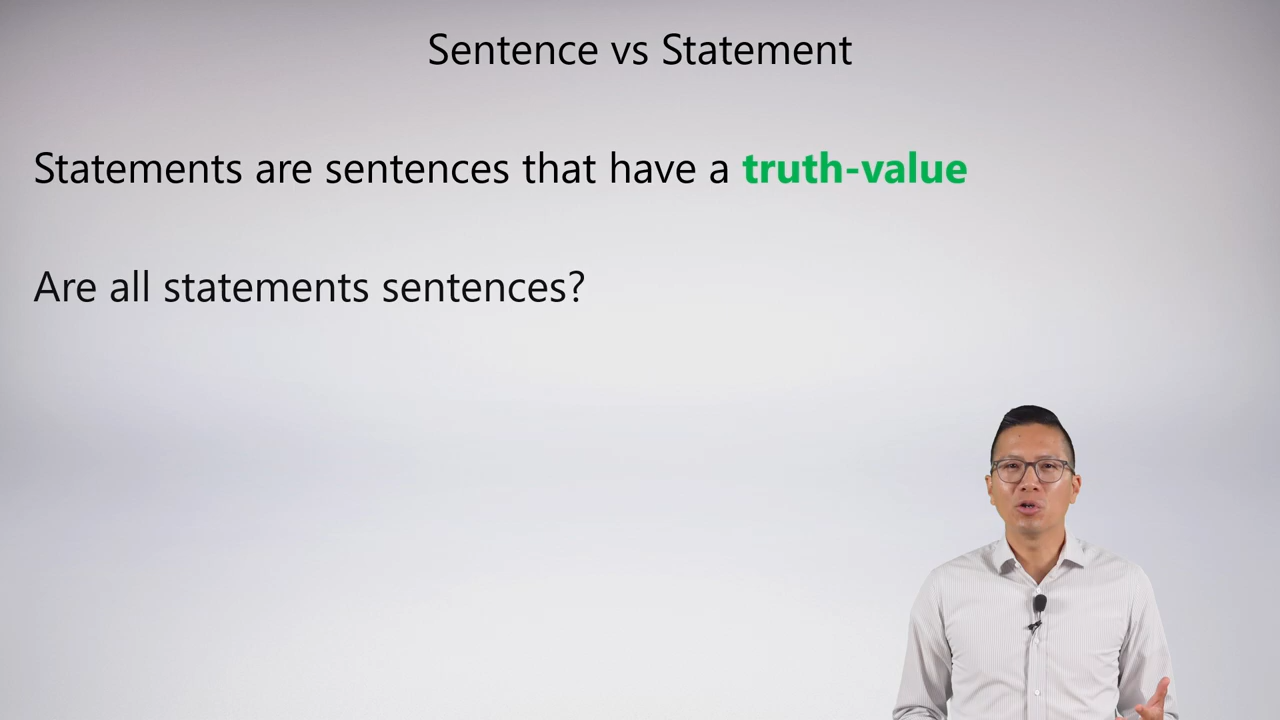 Sentence vs Statement
Statements are sentences that have a truth-value
Are all statements sentences?